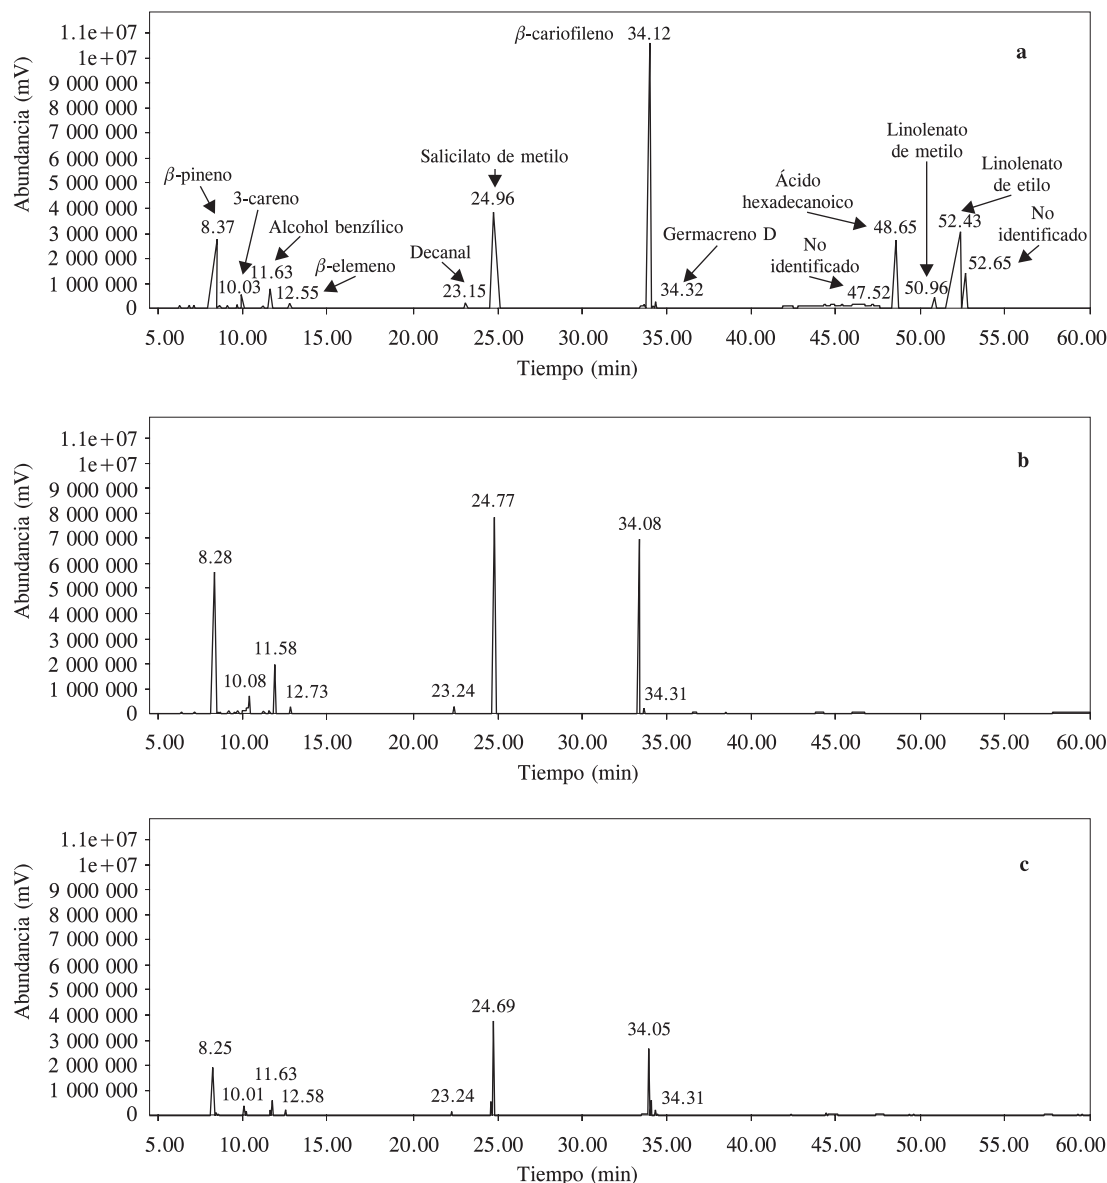 1.1e+07
1e+07
9 000 000
8 000 000
7 000 000
6 000 000
5 000 000
4 000 000
3 000 000
2 000 000
1 000 000
0
Abundancia (mV)
a
β-cariofileno 34.12
Salicilato de metilo
24.96
β-pineno
8.37
3-careno
10.03
Alcohol benzílico
11.63
β-elemeno
12.55
Decanal
23.15
Germacreno D
34.32
No
identificado
47.52
Ácido
hexadecanoico
48.65
Linolenato
de metilo
50.96
Linolenato
de etilo
52.43
No
identificado
52.65
5.00 10.00 15.00 20.00 25.00 30.00 35.00 40.00 45.00 50.00 55.00 60.00
Tiempo (min)
1.1e+07
1e+07
9 000 000
8 000 000
7 000 000
6 000 000
5 000 000
4 000 000
3 000 000
2 000 000
1 000 000
0
Abundancia (mV)
b
8.28
10.08
11.58
12.73
23.24
24.77
34.08
34.31
5.00 10.00 15.00 20.00 25.00 30.00 35.00 40.00 45.00 50.00 55.00 60.00
Tiempo (min)
1.1e+07
1e+07
9 000 000
8 000 000
7 000 000
6 000 000
5 000 000
4 000 000
3 000 000
2 000 000
1 000 000
0
Abundancia (mV)
c
8.25
10.01
11.63
12.58
23.24
24.69
34.05
34.31
5.00 10.00 15.00 20.00 25.00 30.00 35.00 40.00 45.00 50.00 55.00 60.00
Tiempo (min)